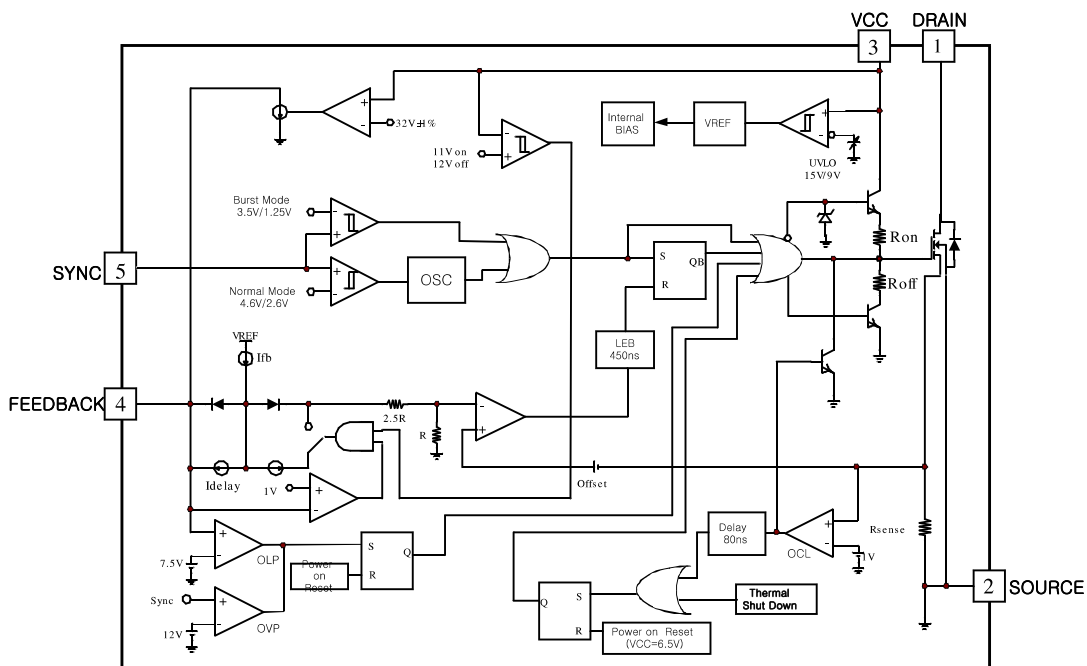 VCC
DRAIN
3
1
+
-
32V±1%
Internal
BIAS
VREF
+
-
-
+
11V on
12V off
UVLO
15V/9V
Burst Mode
3.5V/1.25V
-
+
Ron
SYNC
5
+
-
OSC
S
QB
R
Roff
Normal Mode
4.6V/2.6V
VREF
Ifb
LEB
450ns
FEEDBACK
4
2.5R
R
-
+
Idelay
1V
+
-
Offset
+
-
OLP
7.5V
S
Q
R
Power
on
Reset
Delay
80ns
+
-
OCL
1V
Rsense
Sync
+
-
12V
OVP
Q
S
R
Thermal
Shut Down
Power on Reset
(VCC=6.5V)
2
SOURCE